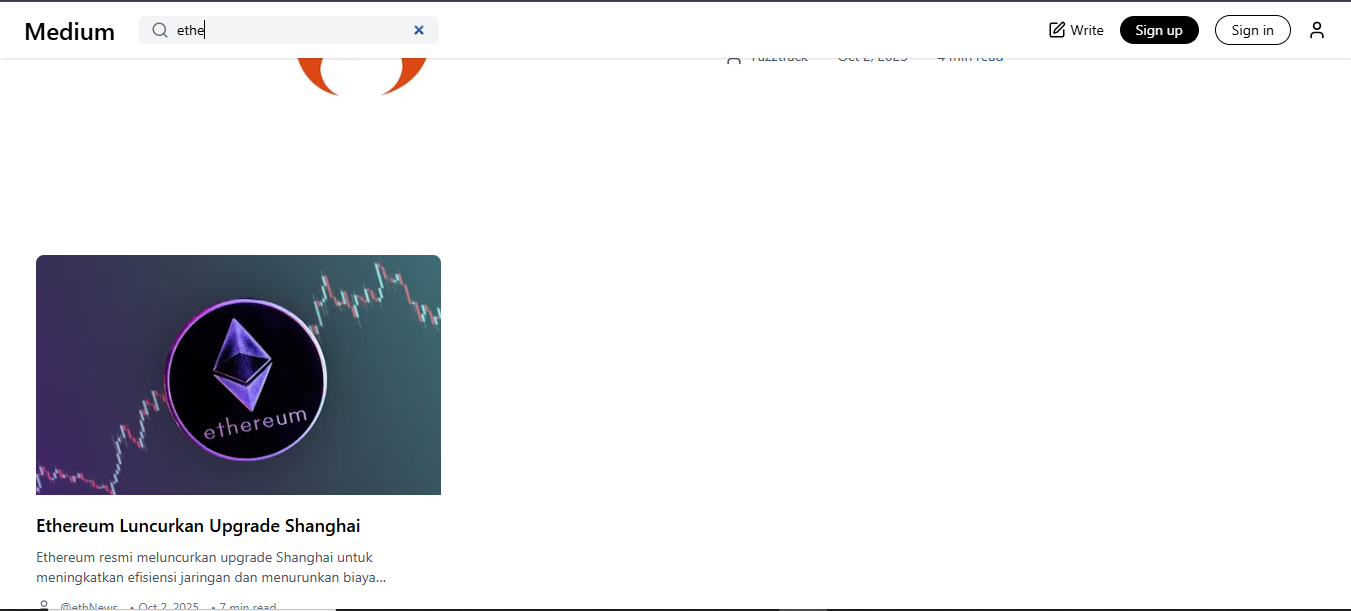 Medium
ethe
Write
Sign up
Sign in
Fuzztrack Oct 2, 2025 4 min read
ethereum
Ethereum Luncurkan Upgrade Shanghai
Ethereum resmi meluncurkan upgrade Shanghai untuk
meningkatkan efisiensi jaringan dan menurunkan biaya...
@ethNews • Oct 2, 2025 • 7 min read